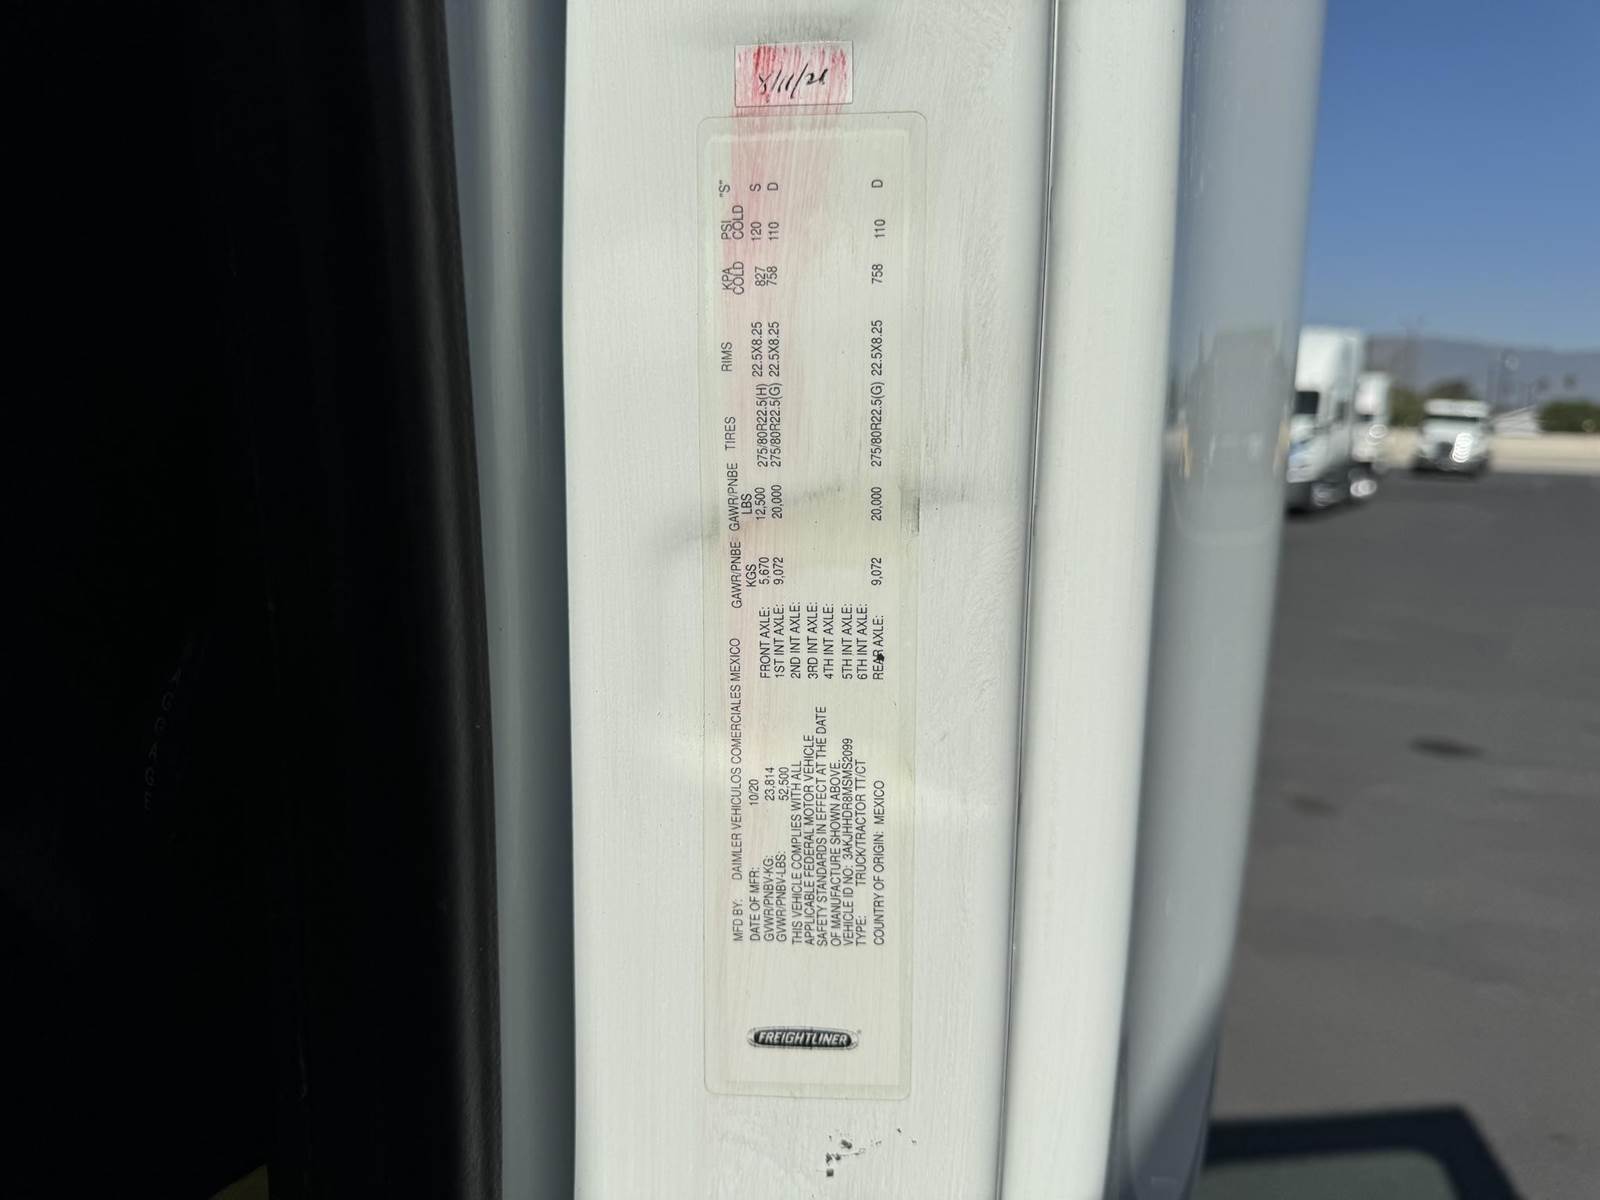 FREIGHTLINER
MFD BY: DAIMLER VEHICULOS COMERCIALES MEXICO
DATE OF MFR: 10/20
GVWR/PNBV-KG: 23,814
GVWR/PNBV-LBS: 52,500
THIS VEHICLE COMPLIES WITH ALL
APPLICABLE FEDERAL MOTOR VEHICLE
SAFETY STANDARDS IN EFFECT AT THE DATE
OF MANUFACTURE SHOWN ABOVE.
VEHICLE ID NO: 3AKJHHDR8MSMS2099
TYPE: TRUCK/TRACTOR TT/CT
COUNTRY OF ORIGIN: MEXICO
GAWR/PNBE GAWR/PNBE TIRES RIMS KPA PSI "S"
KGS LBS COLD COLD
FRONT AXLE: 5,670 12,500 275/80R22.5(H) 22.5X8.25 827 120 S
1ST INT AXLE: 9,072 20,000 275/80R22.5(G) 22.5X8.25 758 110 D
2ND INT AXLE:
3RD INT AXLE:
4TH INT AXLE:
5TH INT AXLE:
6TH INT AXLE:
REAR AXLE: 9,072 20,000 275/80R22.5(G) 22.5X8.25 758 110 D